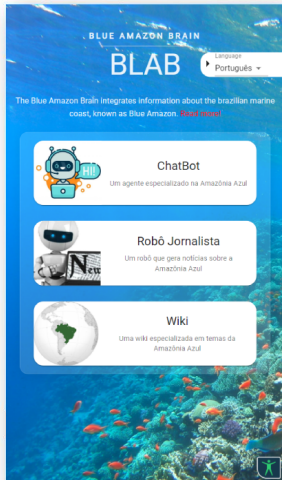 BLUE AMAZON BRAIN
BLAB
Language
Português
The Blue Amazon Brain integrates information about the brazilian marine
coast, known as Blue Amazon. Read more!
HI!
ChatBot
Um agente especializado na Amazônia Azul
Robô Jornalista
Um robô que gera notícias sobre a
Amazônia Azul
New
Wiki
Uma wiki especializada em temas da
Amazônia Azul